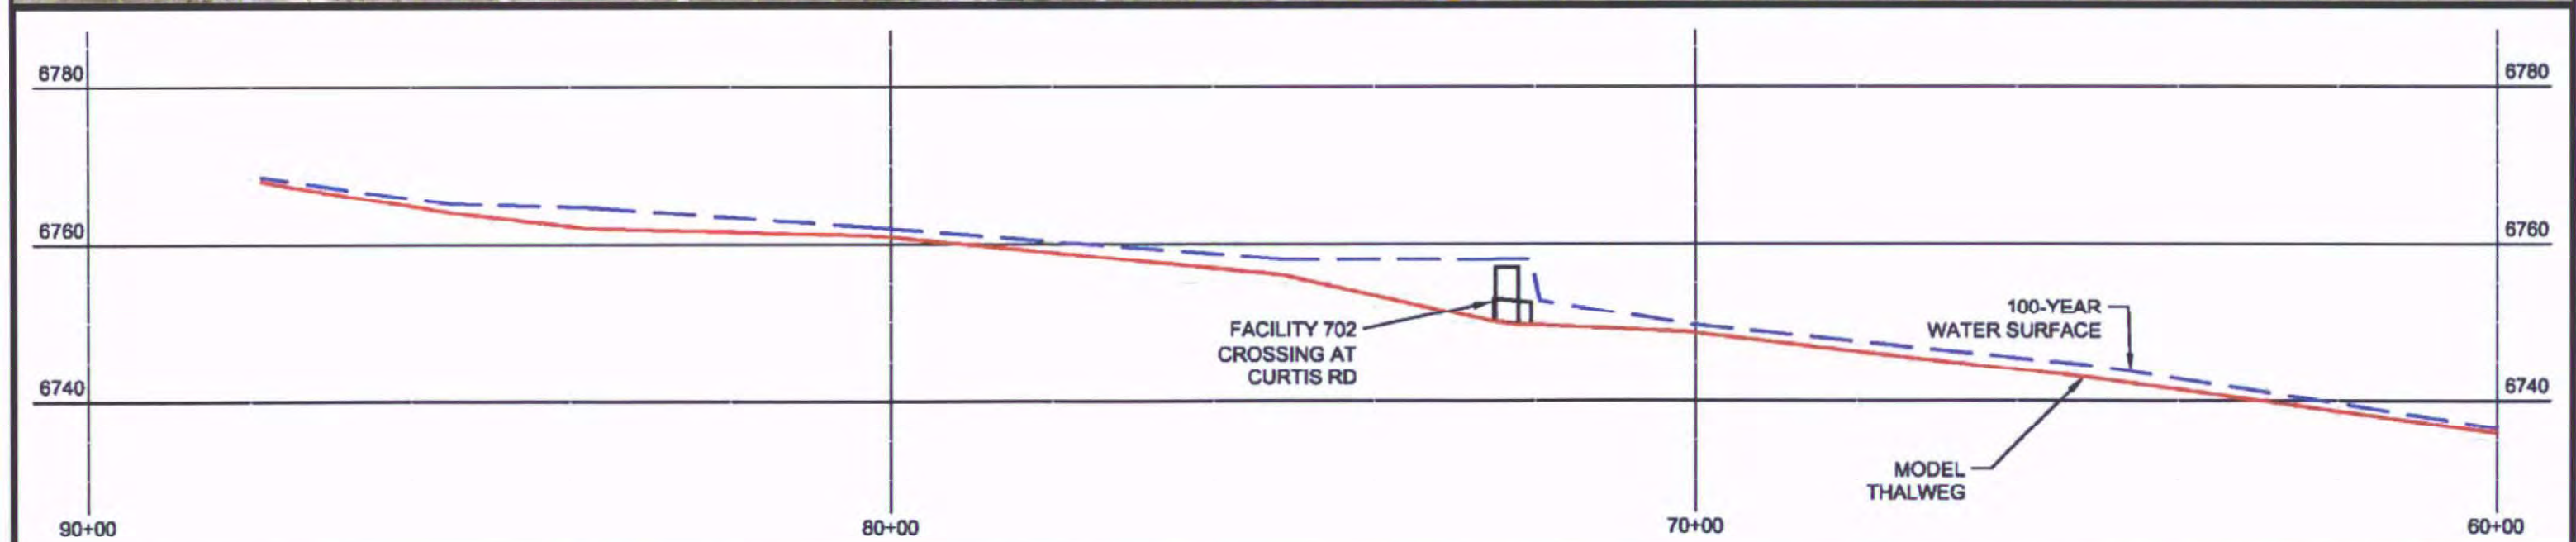 6780
6780
6760
6760
100-YEAR
WATER SURFACE
FACILITY 702
CROSSING AT
CURTIS RD
6740
6740
MODEL
THALWEG
90+00
80+00
70+00
60+00